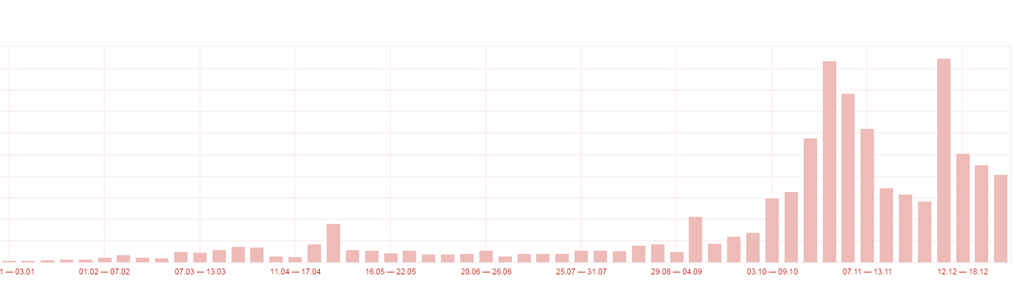 1 — 03.01 01.02 — 07.02 07.03 — 13.03 11.04 — 17.04 16.05 — 22.05 20.06 — 26.06 25.07 — 31.07 29.08 — 04.09 03.10 — 09.10 07.11 — 13.11 12.12 — 18.12